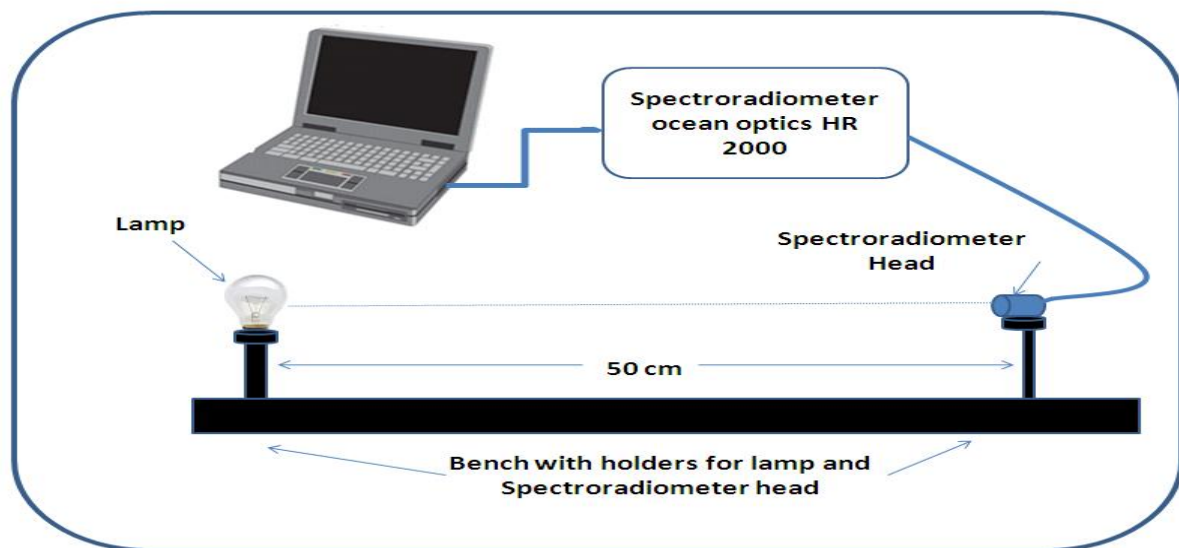 Spectroradiometer
ocean optics HR
2000
Lamp
Spectroradiometer
Head
50 cm
Bench with holders for lamp and
Spectroradiometer head